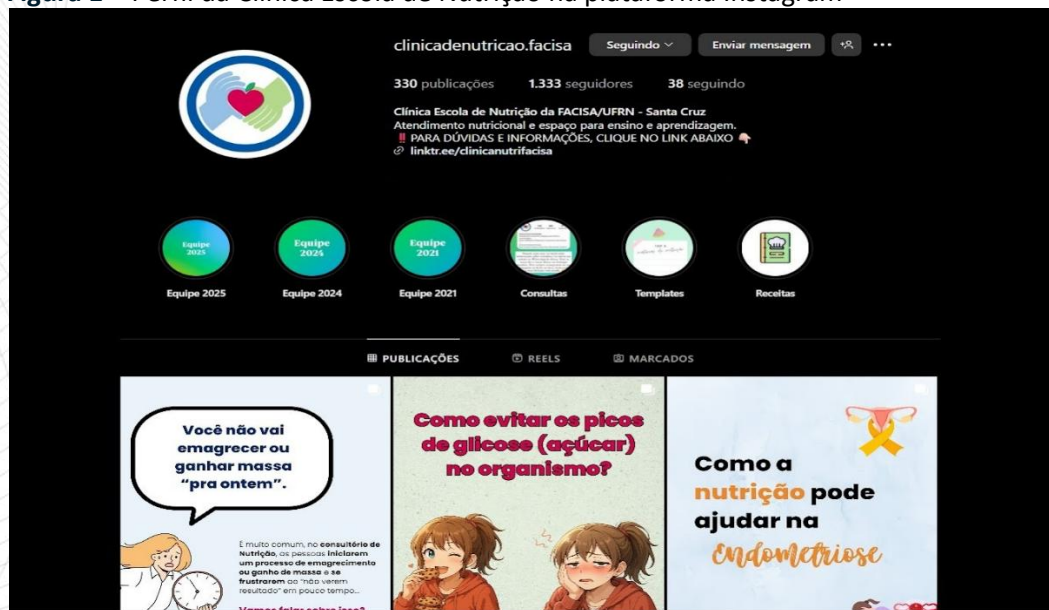 Figura 1 – Perfil da Clínica Escola de Nutrição na plataforma Instagram
clinicadenutricao.facisa Seguindo Enviar mensagem
330 publicações 1.333 seguidores 38 seguindo
Clínica Escola de Nutrição da FACISA/UFRN - Santa Cruz
Atendimento nutricional e espaço para ensino e aprendizagem.
‼ PARA DÚVIDAS E INFORMAÇÕES, CLIQUE NO LINK ABAIXO 👇
linktr.ee/clinicanutrifacisa
Equipe
2025
Equipe
2024
Equipe
2021
Equipe 2025 Equipe 2024 Equipe 2021 Consultas Templates Receitas
PUBLICAÇÕES REELS MARCADOS
Você não vai
emagrecer ou
ganhar massa
“pra ontem”.
É muito comum, no consultório de
Nutrição, as pessoas iniciarem
um processo de emagrecimento
ou ganho de massa e se
frustrarem ao “não verem
resultado” em pouco tempo...
Vamos falar sobre isso?
Como evitar os picos
de glicose (açúcar)
no organismo?
Como a
nutrição pode
ajudar na
Endometriose